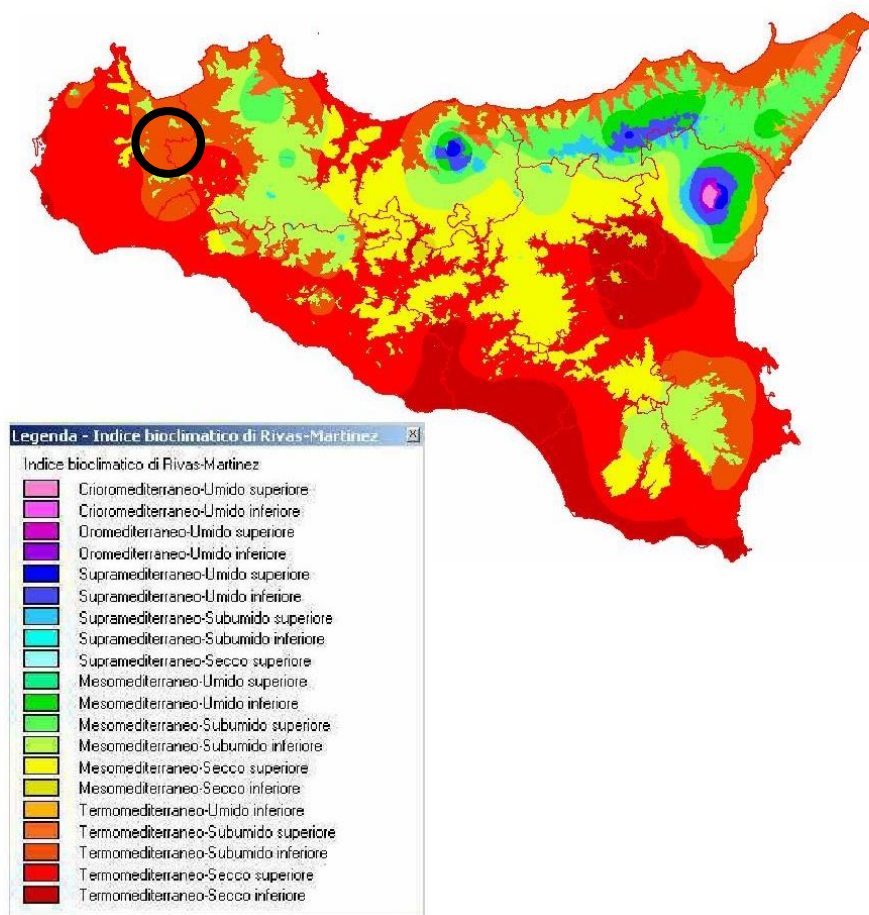 Legenda - Indice bioclimatico di Rivas-Martinez
Indice bioclimatico di Rivas-Martinez
Crioromediterraneo-Umido superiore
Crioromediterraneo-Umido inferiore
Oromediterraneo-Umido superiore
Oromediterraneo-Umido inferiore
Supramediterraneo-Umido superiore
Supramediterraneo-Umido inferiore
Supramediterraneo-Subumido superiore
Supramediterraneo-Subumido inferiore
Supramediterraneo-Secco superiore
Mesomediterraneo-Umido superiore
Mesomediterraneo-Umido inferiore
Mesomediterraneo-Subumido superiore
Mesomediterraneo-Subumido inferiore
Mesomediterraneo-Secco superiore
Mesomediterraneo-Secco inferiore
Termomediterraneo-Umido inferiore
Termomediterraneo-Subumido superiore
Termomediterraneo-Subumido inferiore
Termomediterraneo-Secco superiore
Termomediterraneo-Secco inferiore